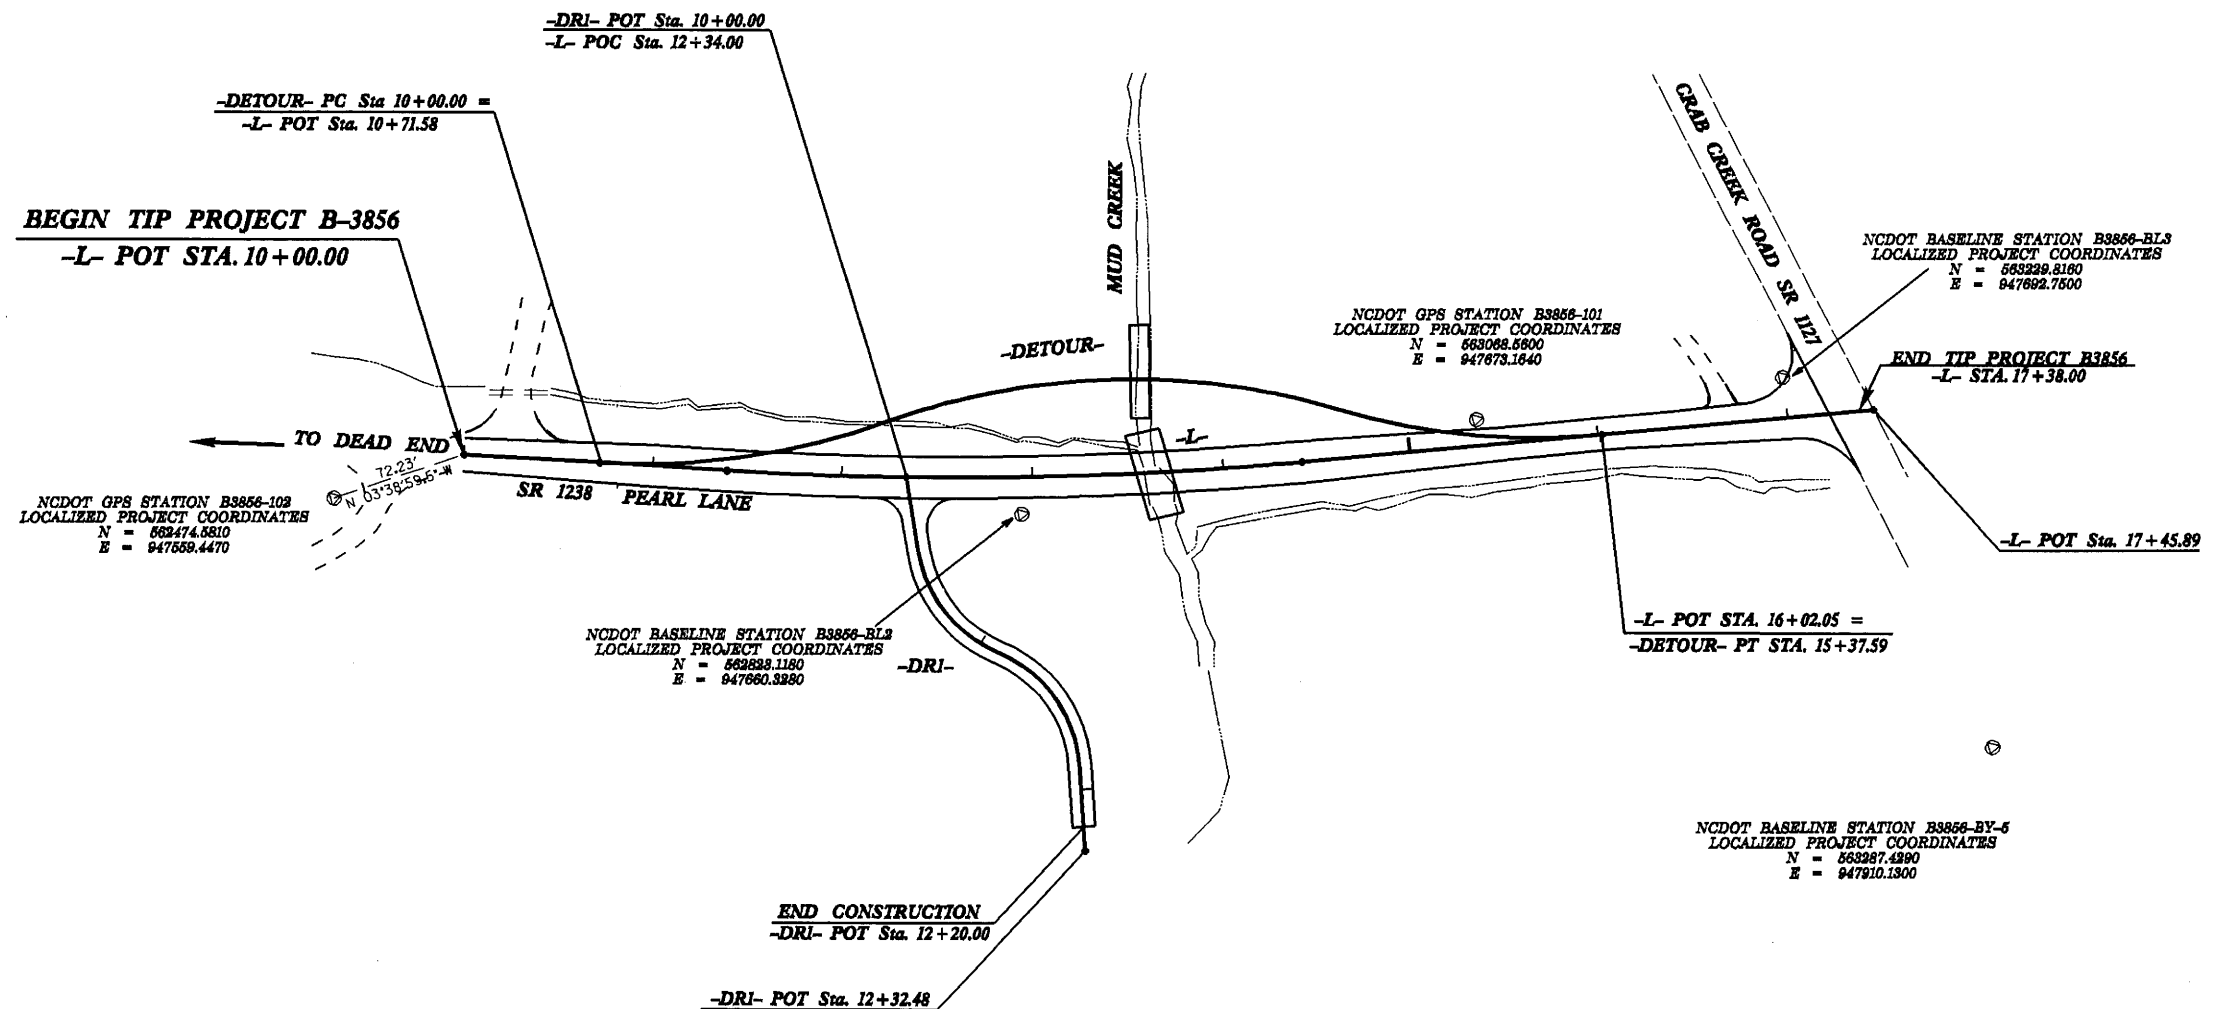 -DR1- POT Sta. 10+00.00
-L- POC Sta. 12+34.00
-DETOUR- PC Sta 10+00.00 =
-L- POT Sta. 10+71.58
BEGIN TIP PROJECT B-3856
-L- POT STA. 10+00.00
MUD CREEK
CRAB CREEK ROAD SR 1127
NCDOT BASELINE STATION B3856-BL3
LOCALIZED PROJECT COORDINATES
N = 563229.8160
E = 947692.7500
NCDOT GPS STATION B3856-101
LOCALIZED PROJECT COORDINATES
N = 563068.5600
E = 947673.1640
-DETOUR-
END TIP PROJECT B3856
-L- STA. 17+38.00
TO DEAD END
-L-
72.23'
N 03°38'59.5" W
SR 1238 PEARL LANE
NCDOT GPS STATION B3856-102
LOCALIZED PROJECT COORDINATES
N = 562474.5810
E = 947559.4470
-L- POT Sta. 17+45.89
-L- POT STA. 16+02.05 =
-DETOUR- PT STA. 15+37.59
NCDOT BASELINE STATION B3856-BL2
LOCALIZED PROJECT COORDINATES
N = 562828.1180
E = 947660.3280
-DR1-
NCDOT BASELINE STATION B3856-BY-5
LOCALIZED PROJECT COORDINATES
N = 563287.4290
E = 947910.1300
END CONSTRUCTION
-DR1- POT Sta. 12+20.00
-DR1- POT Sta. 12+32.48